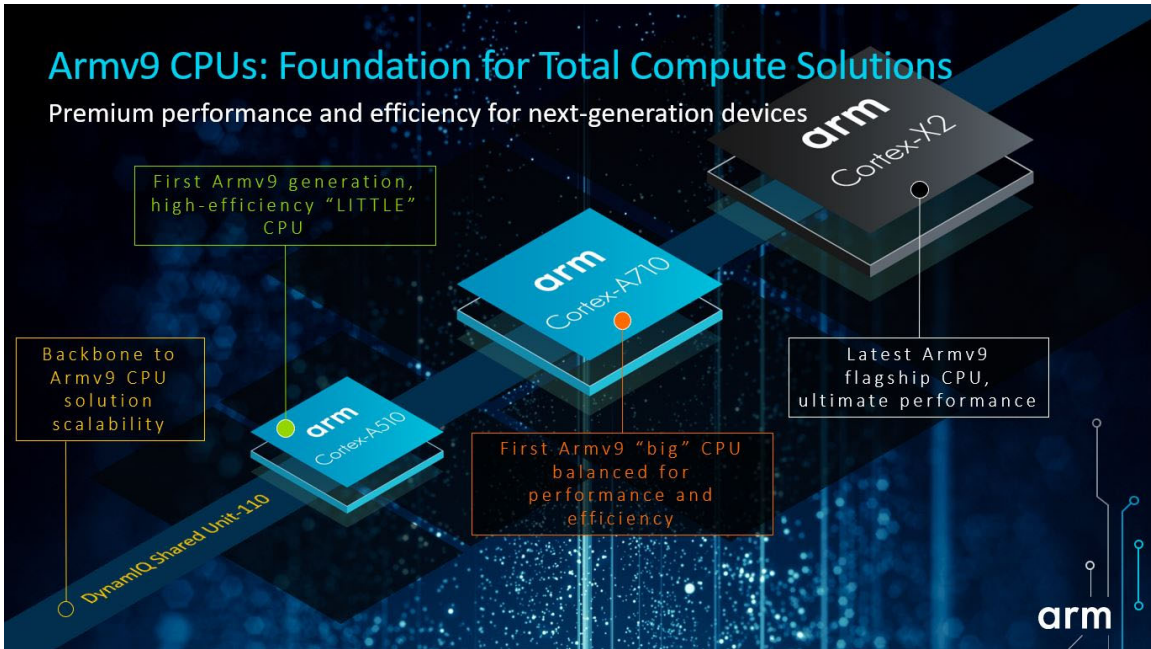 Armv9 CPUs: Foundation for Total Compute Solutions
Premium performance and efficiency for next-generation devices
arm
Cortex-X2
First Armv9 generation,
high-efficiency “LITTLE”
CPU
arm
Cortex-A710
Backbone to
Armv9 CPU
solution
scalability
Latest Armv9
flagship CPU,
ultimate performance
arm
Cortex-A510
First Armv9 “big” CPU
balanced for
performance and
efficiency
DynamIQ Shared Unit-110
arm